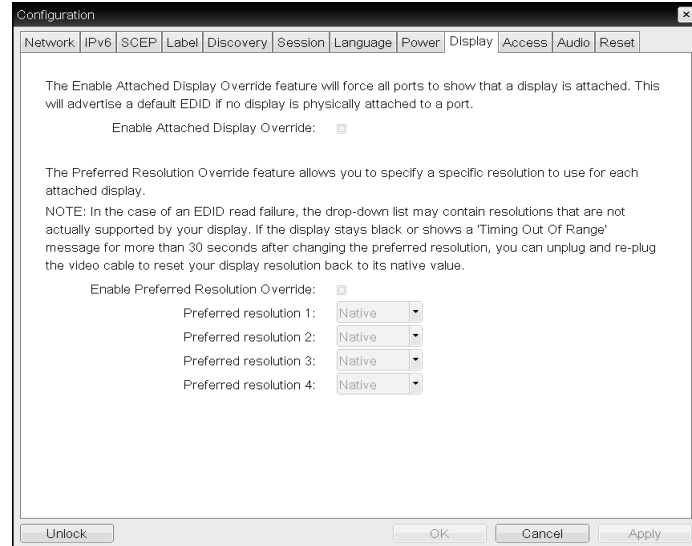 Configuration
Network IPv6 SCEP Label Discovery Session Language Power Display Access Audio Reset
The Enable Attached Display Override feature will force all ports to show that a display is attached. This
will advertise a default EDID if no display is physically attached to a port.
Enable Attached Display Override:
The Preferred Resolution Override feature allows you to specify a specific resolution to use for each
attached display.
NOTE: In the case of an EDID read failure, the drop-down list may contain resolutions that are not
actually supported by your display. If the display stays black or shows a 'Timing Out Of Range'
message for more than 30 seconds after changing the preferred resolution, you can unplug and re-plug
the video cable to reset your display resolution back to its native value.
Enable Preferred Resolution Override:
Preferred resolution 1: Native
Preferred resolution 2: Native
Preferred resolution 3: Native
Preferred resolution 4: Native
Unlock OK Cancel Apply